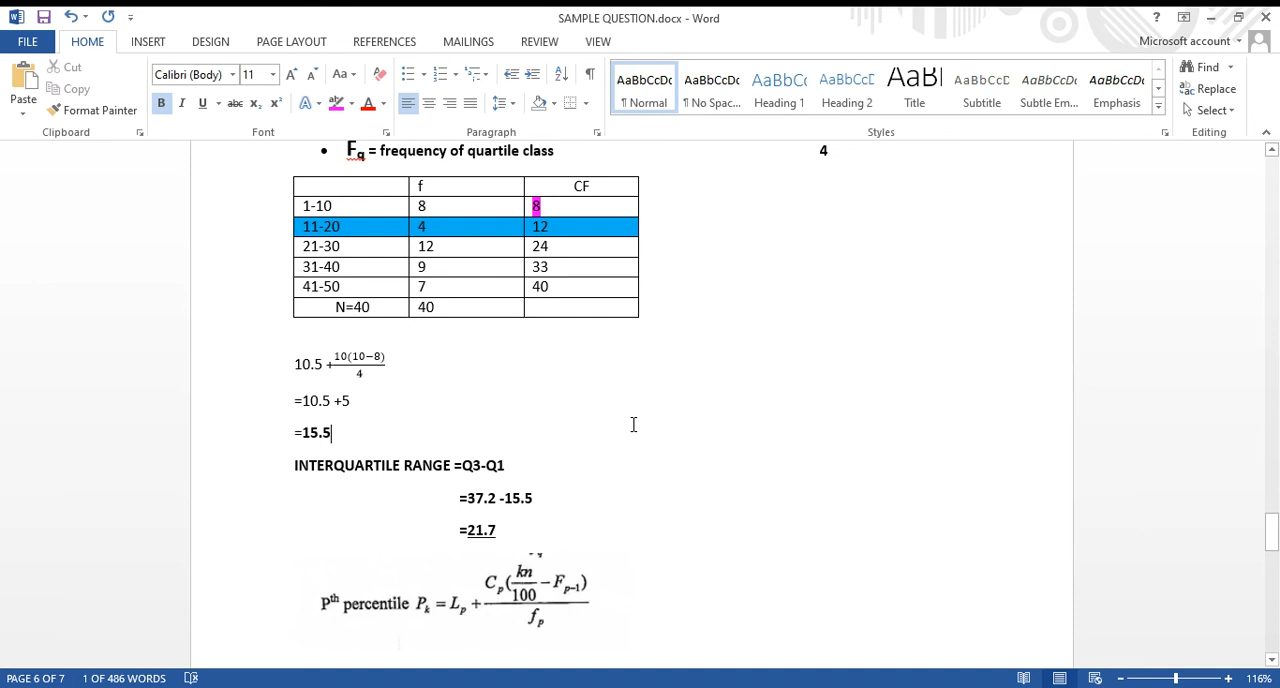 SAMPLE QUESTION.docx - Word
FILE HOME INSERT DESIGN PAGE LAYOUT REFERENCES MAILINGS REVIEW VIEW Microsoft account
Paste Cut Copy Format Painter
Calibri (Body) 11
AaBbCcDc AaBbCcDc AaBbCc AaBbCcD AaBl AaBbCcD AaBbCcDc AaBbCcDc
¶ Normal ¶ No Spac... Heading 1 Heading 2 Title Subtitle Subtle Em... Emphasis
Find Replace Select
Clipboard Font Paragraph Styles Editing
• Fq = frequency of quartile class 4
f CF
1-10 8 8
11-20 4 12
21-30 12 24
31-40 9 33
41-50 7 40
N=40 40
10.5 + 10(10−8)/4
=10.5 +5
=15.5
INTERQUARTILE RANGE =Q3-Q1
=37.2 -15.5
=21.7
Pth percentile Pk = Lp + Cp(kn/100 − Fp−1)/fp
PAGE 6 OF 7 1 OF 486 WORDS 116%